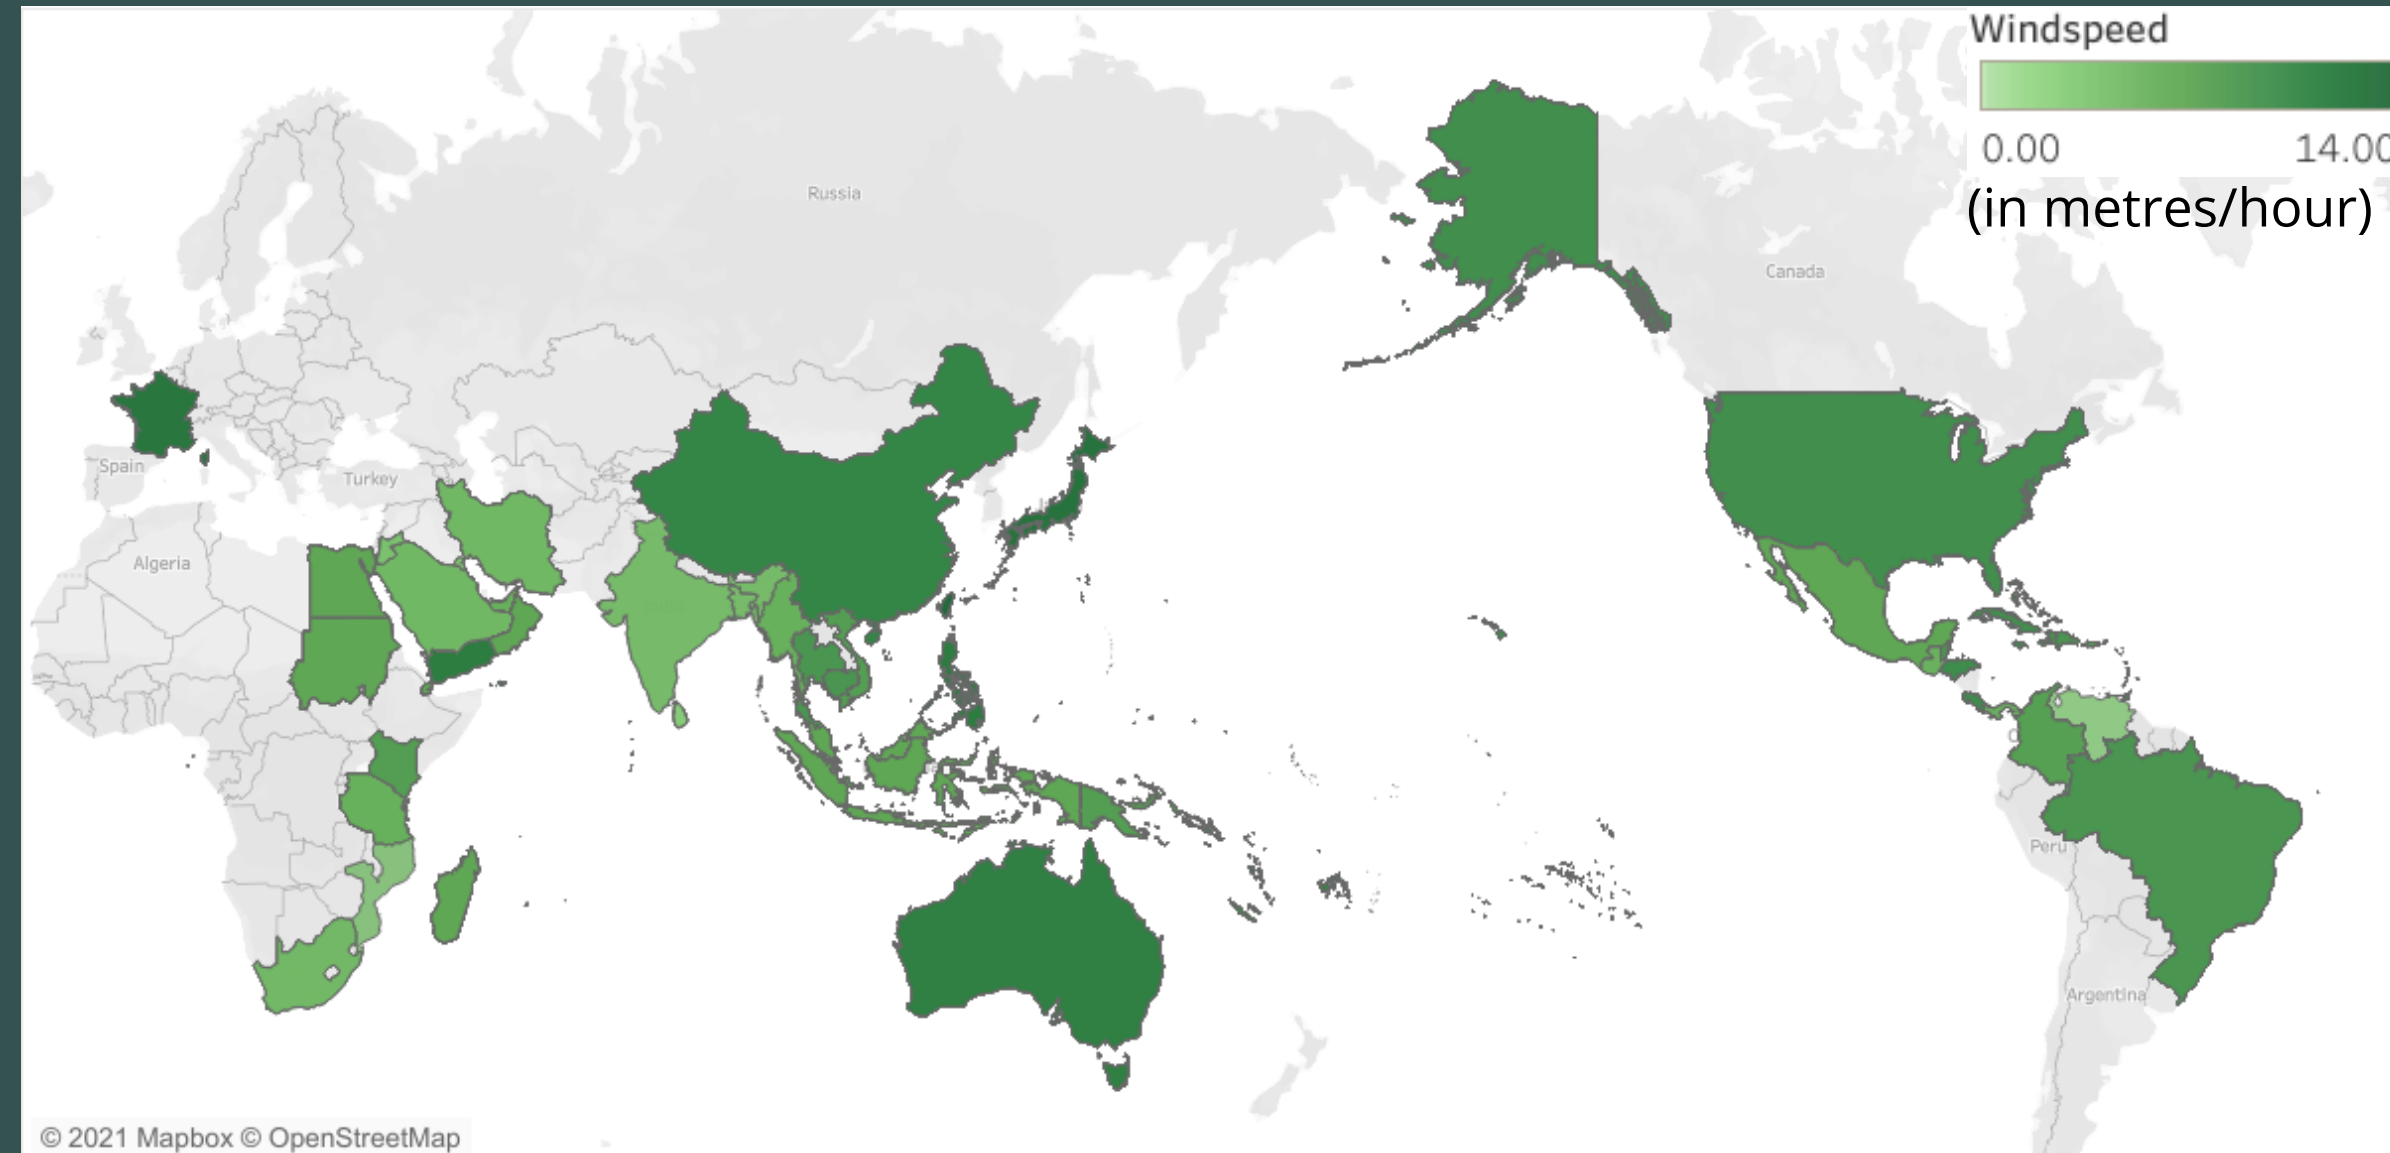 Windspeed
0.00 14.00
(in metres/hour)
Russia
Canada
Spain
Turkey
Algeria
Peru
Argentina
© 2021 Mapbox © OpenStreetMap